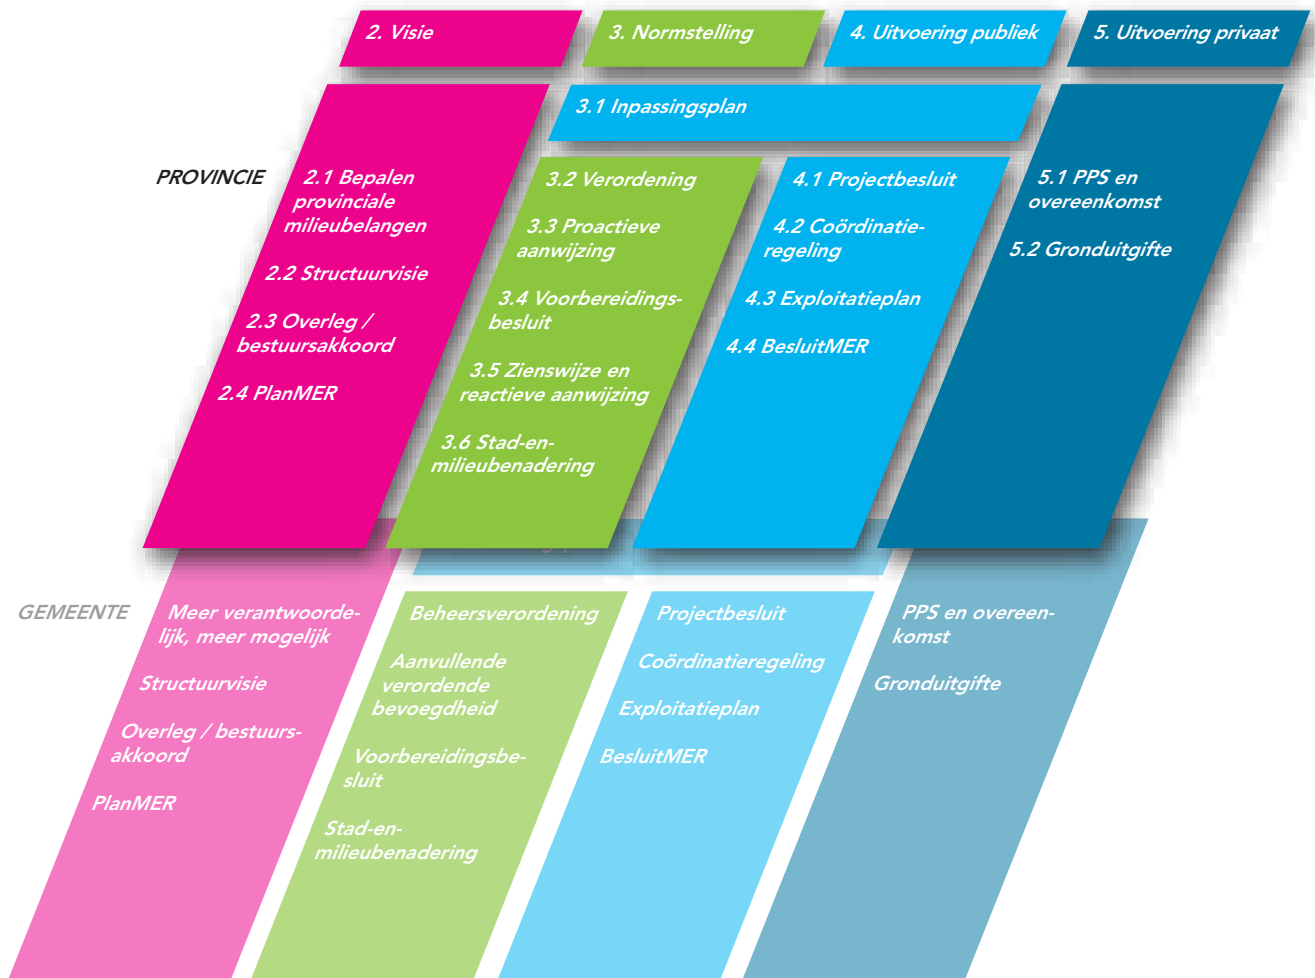 2. Visie
3. Normstelling
4. Uitvoering publiek
5. Uitvoering privaat
3.1 Inpassingsplan
PROVINCIE
2.1 Bepalen
provinciale
milieubelangen
2.2 Structuurvisie
2.3 Overleg /
bestuursakkoord
2.4 PlanMER
3.2 Verordening
3.3 Proactieve
aanwijzing
3.4 Voorbereidings-
besluit
3.5 Zienswijze en
reactieve aanwijzing
3.6 Stad-en-
milieubenadering
4.1 Projectbesluit
4.2 Coördinatie-
regeling
4.3 Exploitatieplan
4.4 BesluitMER
5.1 PPS en
overeenkomst
5.2 Gronduitgifte
GEMEENTE
Meer verantwoorde-
lijk, meer mogelijk
Structuurvisie
Overleg / bestuurs-
akkoord
PlanMER
Beheersverordening
Aanvullende
verordende
bevoegdheid
Voorbereidingsbe-
sluit
Stad-en-
milieubenadering
Projectbesluit
Coördinatieregeling
Exploitatieplan
BesluitMER
PPS en overeen-
komst
Gronduitgifte